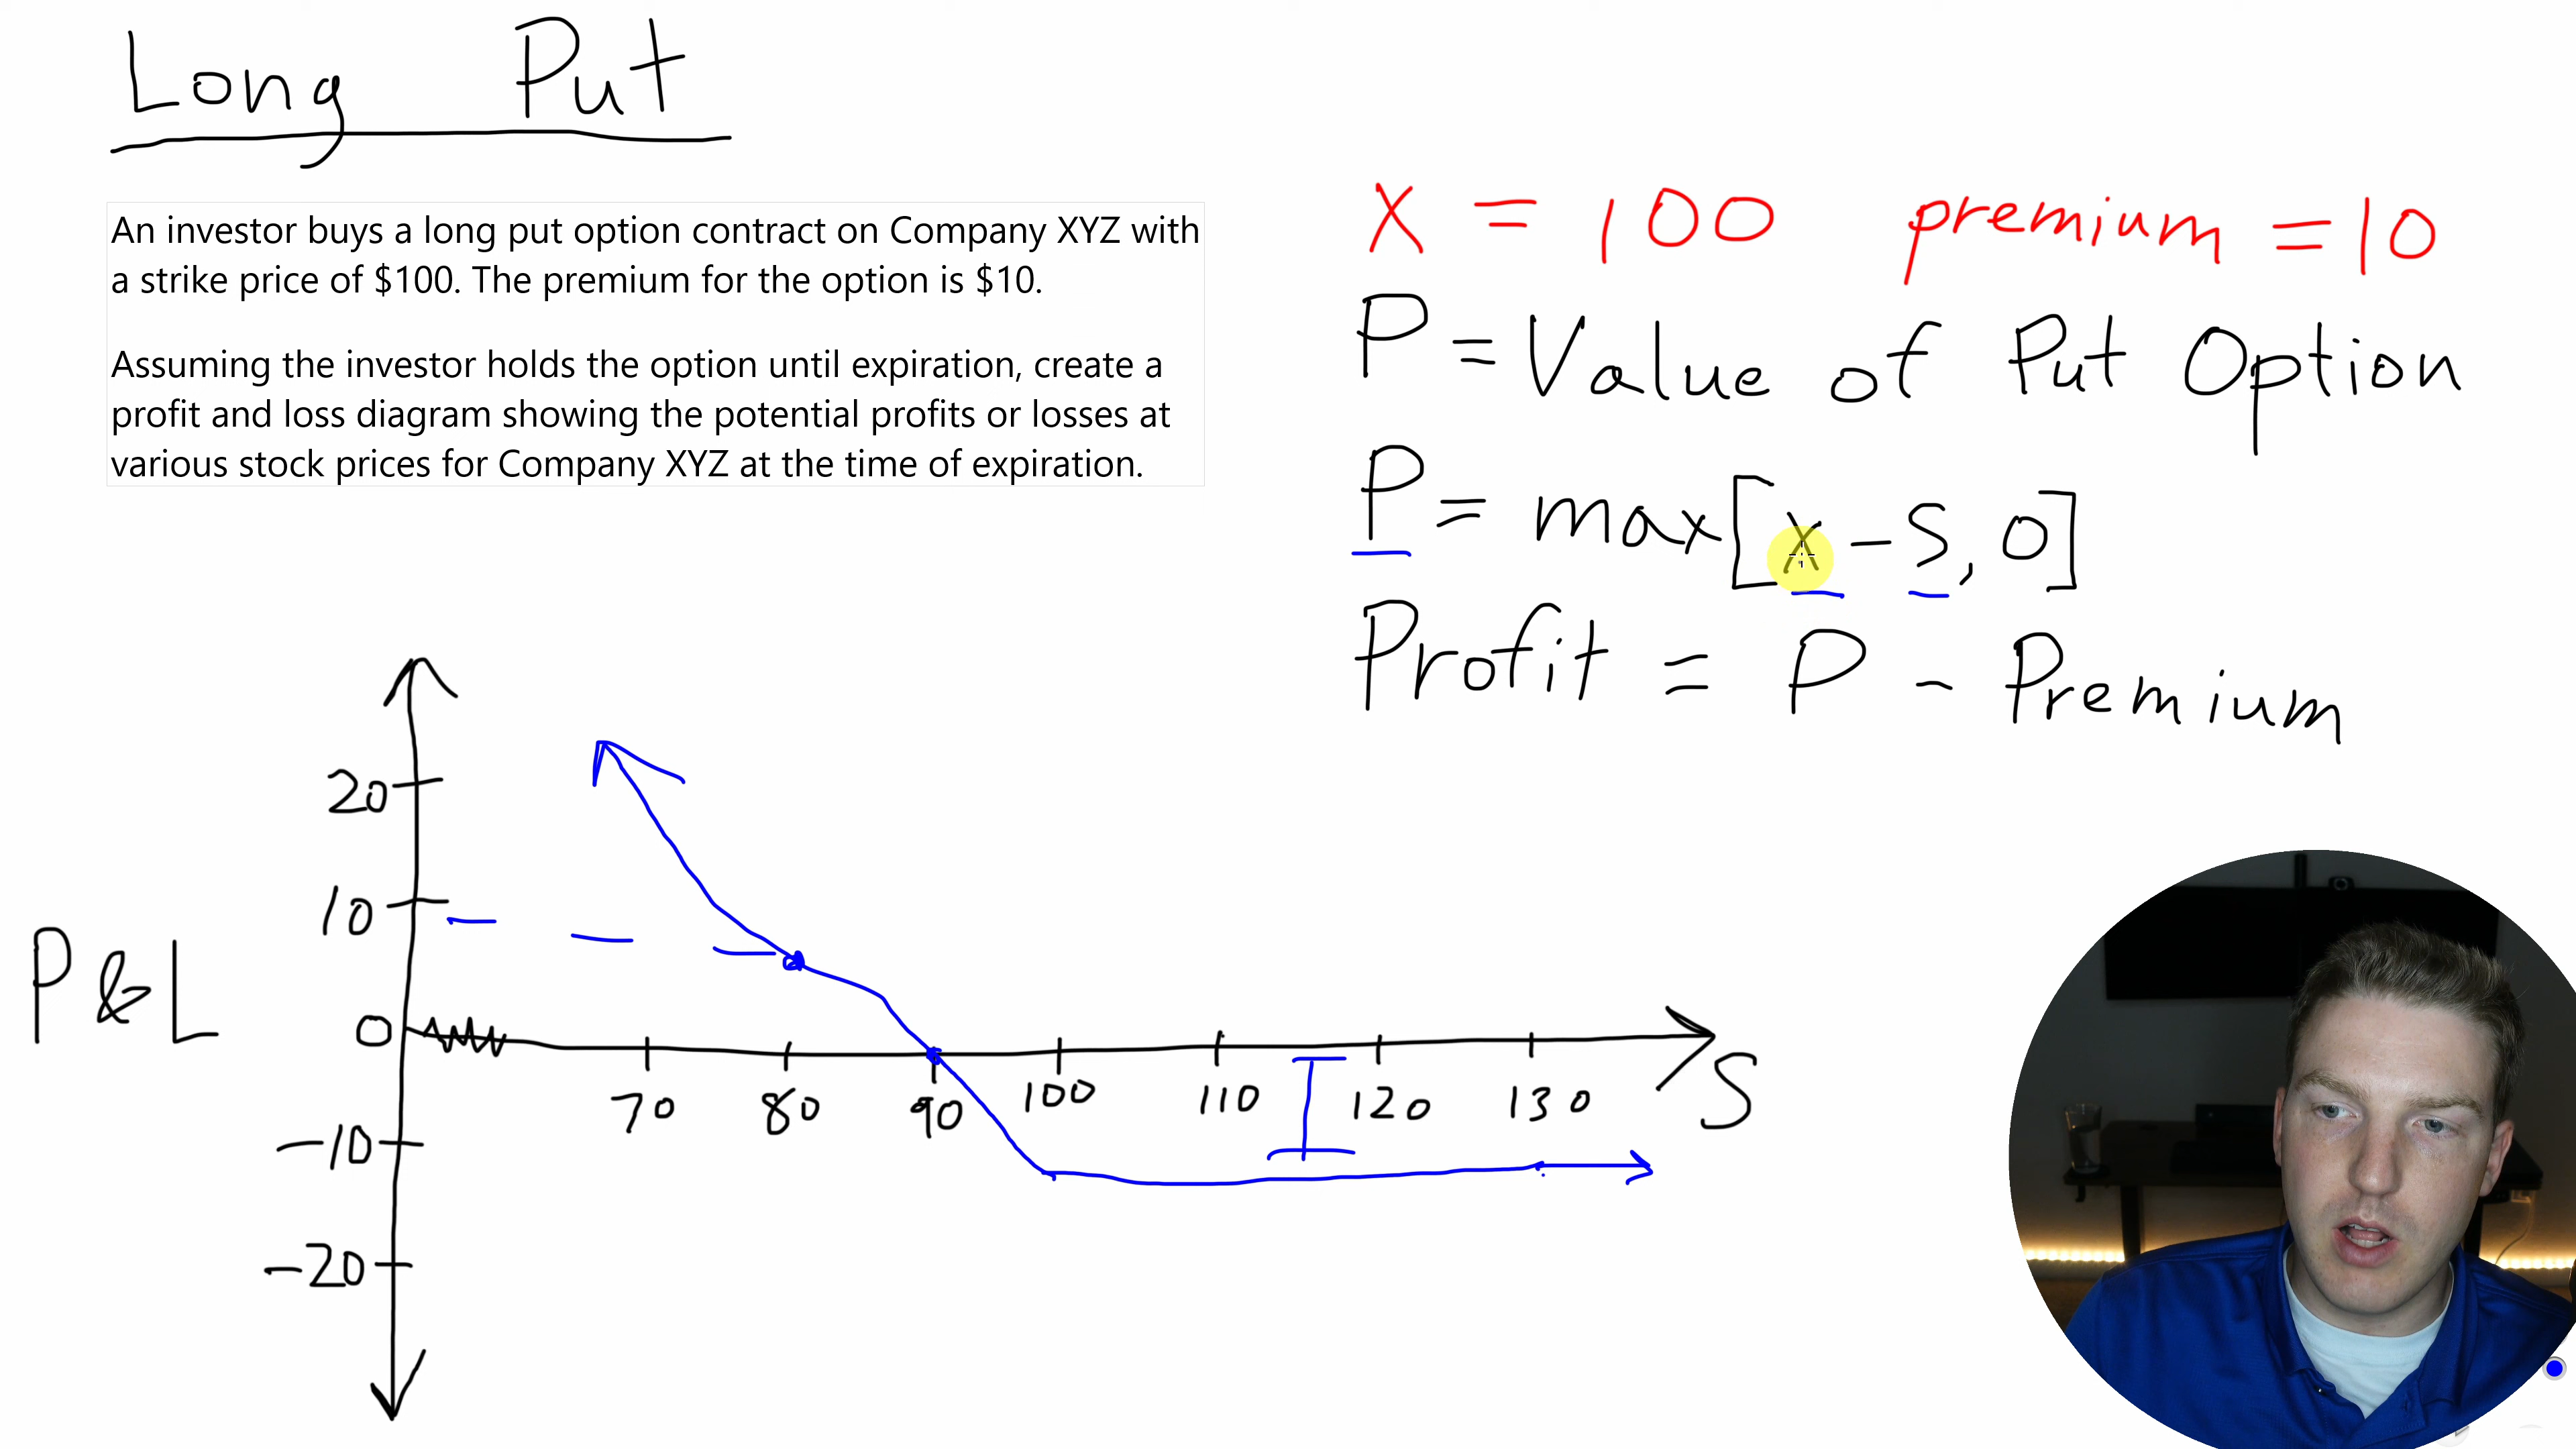 Long Put
An investor buys a long put option contract on Company XYZ with
a strike price of $100. The premium for the option is $10.
Assuming the investor holds the option until expiration, create a
profit and loss diagram showing the potential profits or losses at
various stock prices for Company XYZ at the time of expiration.
X = 100 premium = 10
P = Value of Put Option
P = max[X - S, 0]
Profit = P - Premium
P&L
20
10
0
-10
-20
70 80 90 100 110 120 130
S